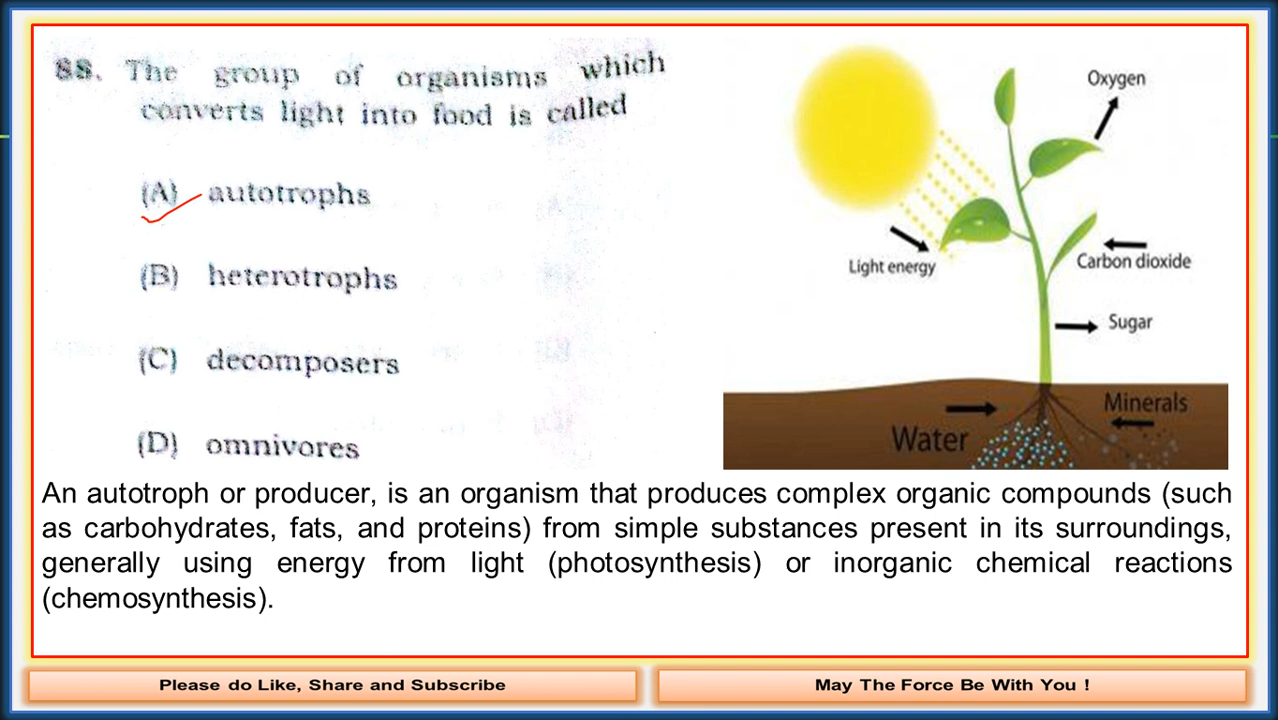 88. The group of organisms which
converts light into food is called
(A) autotrophs
(B) heterotrophs
(C) decomposers
(D) omnivores
Oxygen
Light energy
Carbon dioxide
Sugar
Minerals
Water
An autotroph or producer, is an organism that produces complex organic compounds (such
as carbohydrates, fats, and proteins) from simple substances present in its surroundings,
generally using energy from light (photosynthesis) or inorganic chemical reactions
(chemosynthesis).
Please do Like, Share and Subscribe
May The Force Be With You !